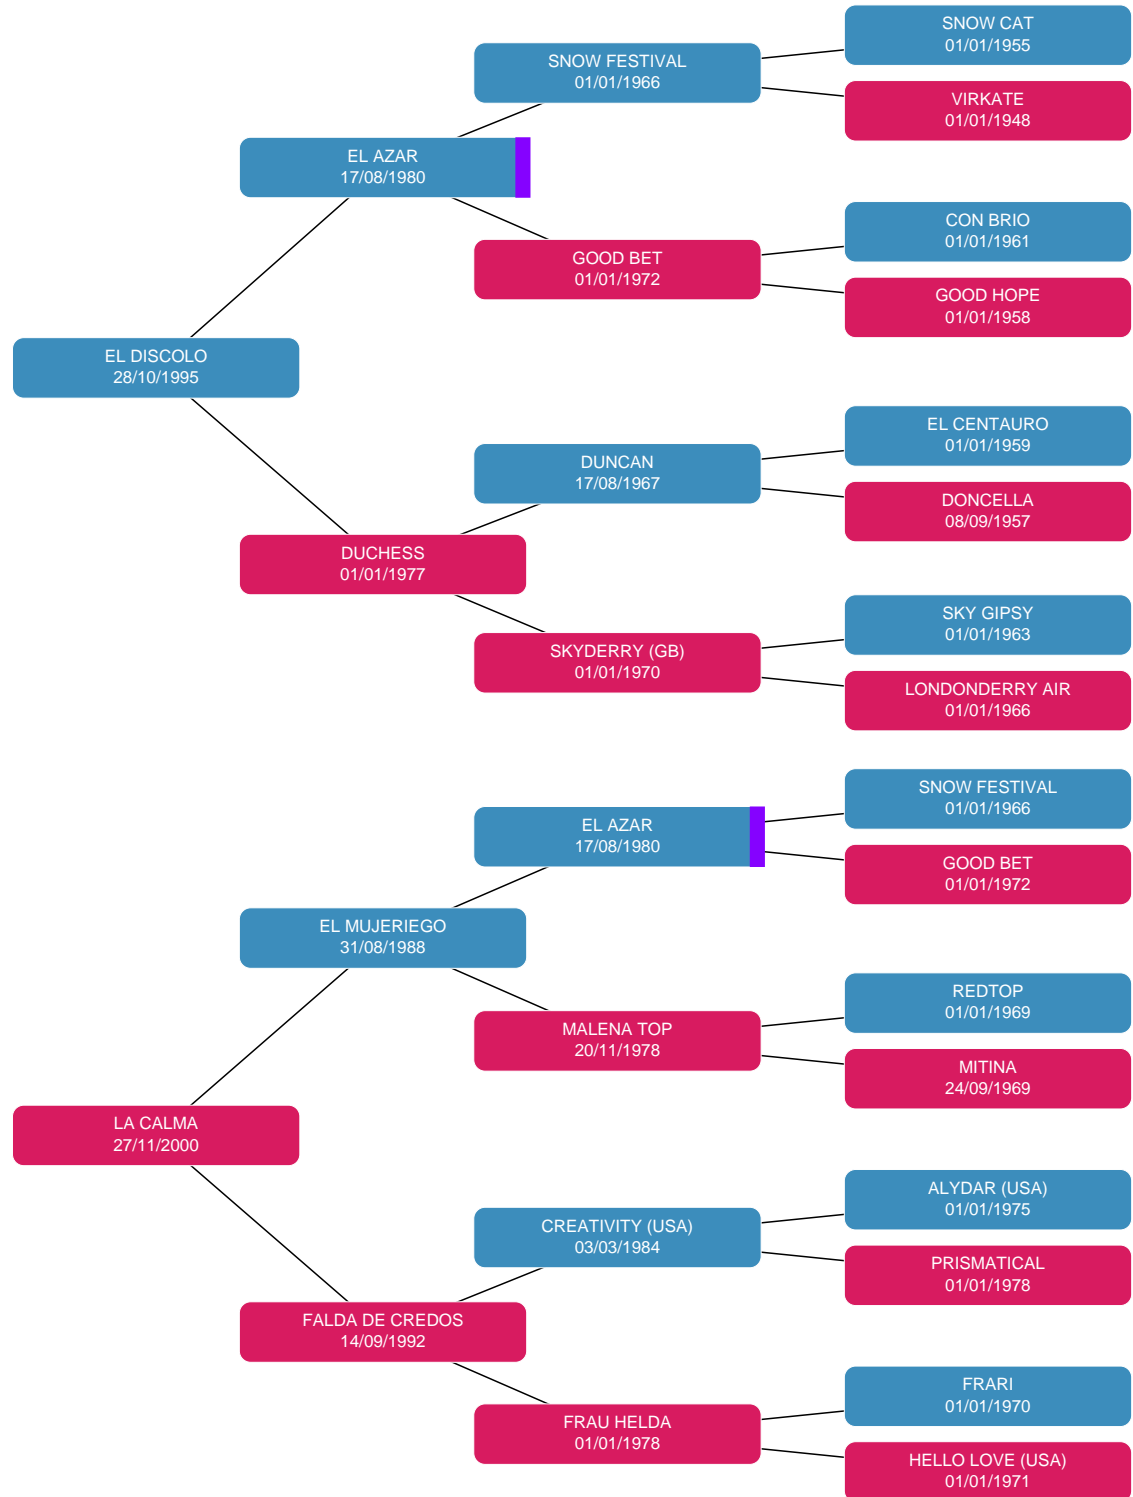 SNOW CAT
01/01/1955
SNOW FESTIVAL
01/01/1966
VIRKATE
01/01/1948
EL AZAR
17/08/1980
CON BRIO
01/01/1961
GOOD BET
01/01/1972
GOOD HOPE
01/01/1958
EL DISCOLO
28/10/1995
EL CENTAURO
01/01/1959
DUNCAN
17/08/1967
DONCELLA
08/09/1957
DUCHESS
01/01/1977
SKY GIPSY
01/01/1963
SKYDERRY (GB)
01/01/1970
LONDONDERRY AIR
01/01/1966
SNOW FESTIVAL
01/01/1966
EL AZAR
17/08/1980
GOOD BET
01/01/1972
EL MUJERIEGO
31/08/1988
REDTOP
01/01/1969
MALENA TOP
20/11/1978
MITINA
24/09/1969
LA CALMA
27/11/2000
ALYDAR (USA)
01/01/1975
CREATIVITY (USA)
03/03/1984
PRISMATICAL
01/01/1978
FALDA DE CREDOS
14/09/1992
FRARI
01/01/1970
FRAU HELDA
01/01/1978
HELLO LOVE (USA)
01/01/1971